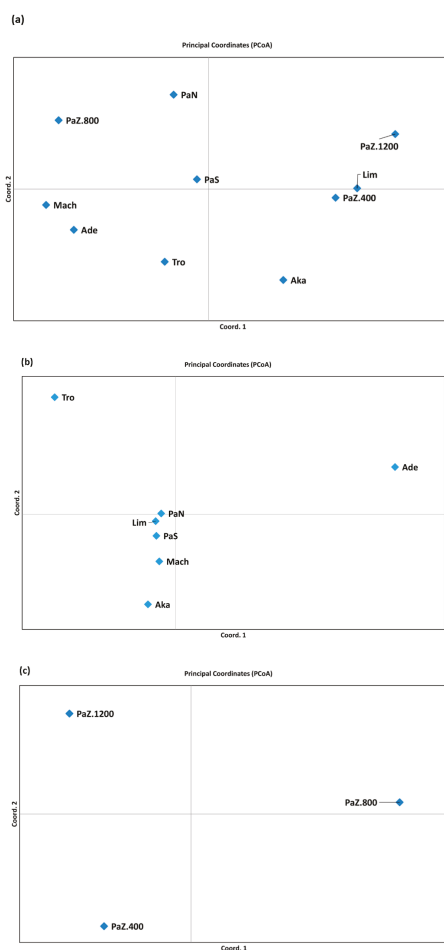 (a)
Principal Coordinates (PCoA)
PaN
PaZ.800
PaZ.1200
PaS
Lim
PaZ.400
Mach
Ade
Tro
Aka
Coord. 2
Coord. 1
(b)
Principal Coordinates (PCoA)
Tro
Ade
PaN
Lim
PaS
Mach
Aka
Coord. 2
Coord. 1
(c)
Principal Coordinates (PCoA)
PaZ.1200
PaZ.800
PaZ.400
Coord. 2
Coord. 1